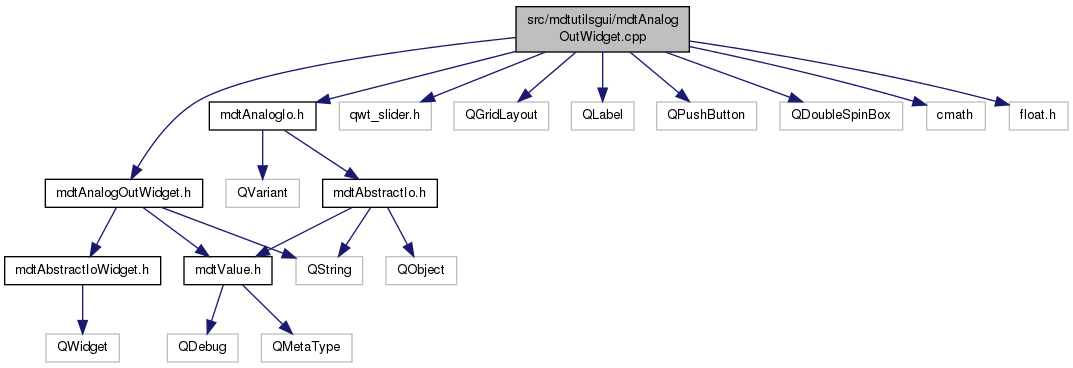 src/mdtutilsgui/mdtAnalog
OutWidget.cpp
mdtAnalogIo.h
qwt_slider.h
QGridLayout
QLabel
QPushButton
QDoubleSpinBox
cmath
float.h
mdtAnalogOutWidget.h
QVariant
mdtAbstractIo.h
mdtAbstractIoWidget.h
mdtValue.h
QString
QObject
QWidget
QDebug
QMetaType